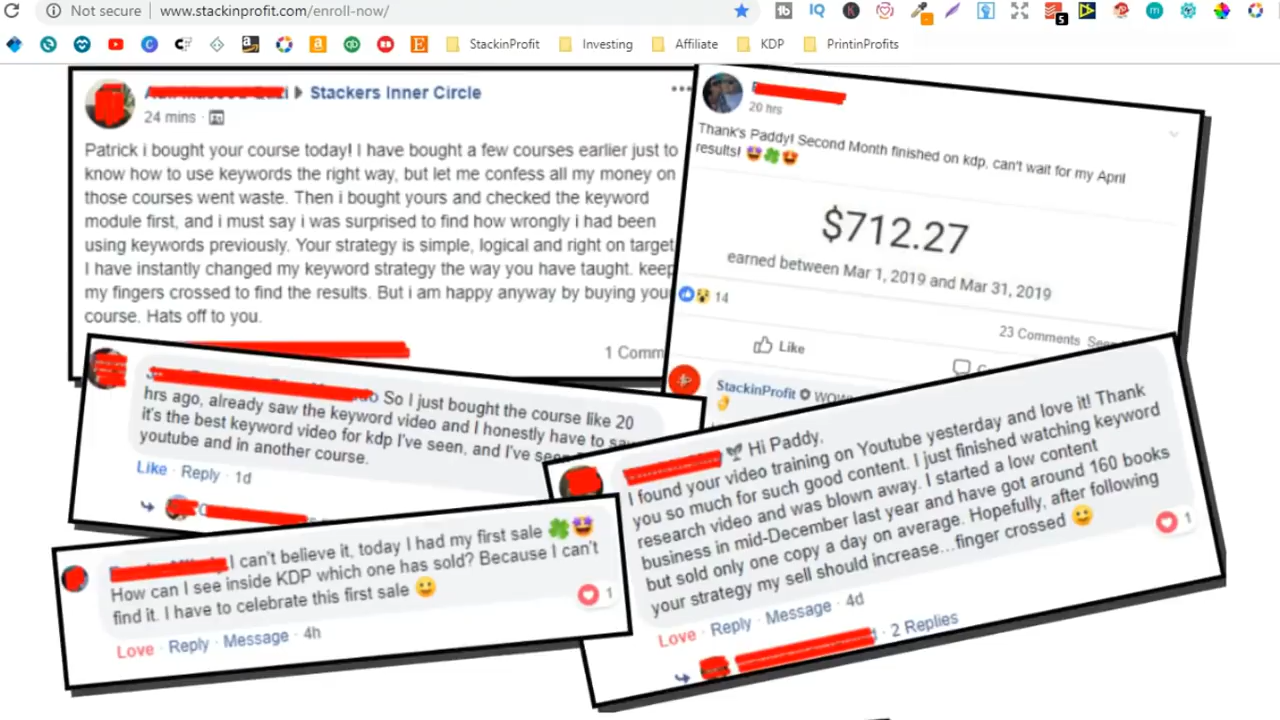 Not secure | www.stackinprofit.com/enroll-now/
StackinProfit Investing Affiliate KDP PrintinProfits
Stackers Inner Circle
24 mins
Patrick i bought your course today! I have bought a few courses earlier just to
know how to use keywords the right way, but let me confess all my money on
those courses went waste. Then i bought yours and checked the keyword
module first, and i must say i was surprised to find how wrongly i had been
using keywords previously. Your strategy is simple, logical and right on target
I have instantly changed my keyword strategy the way you have taught. keep
my fingers crossed to find the results. But i am happy anyway by buying your
course. Hats off to you.
1 Comm
20 hrs
Thank's Paddy! Second Month finished on kdp, can't wait for my April
results! 🤩🍀🤩
$712.27
earned between Mar 1, 2019 and Mar 31, 2019
14
23 Comments
Like
StackinProfit WOW
So I just bought the course like 20
hrs ago, already saw the keyword video and I honestly have to say
it's the best keyword video for kdp I've seen, and I've seen
youtube and in another course.
Like · Reply · 1d
Hi Paddy,
I found your video training on Youtube yesterday and love it! Thank
you so much for such good content. I just finished watching keyword
research video and was blown away. I started a low content
business in mid-December last year and have got around 160 books
but sold only one copy a day on average. Hopefully, after following
your strategy my sell should increase...finger crossed 🙂
1
Love · Reply · Message · 4d
2 Replies
I can't believe it, today I had my first sale 🍀🤩
How can I see inside KDP which one has sold? Because I can't
find it. I have to celebrate this first sale 🙂
1
Love · Reply · Message · 4h